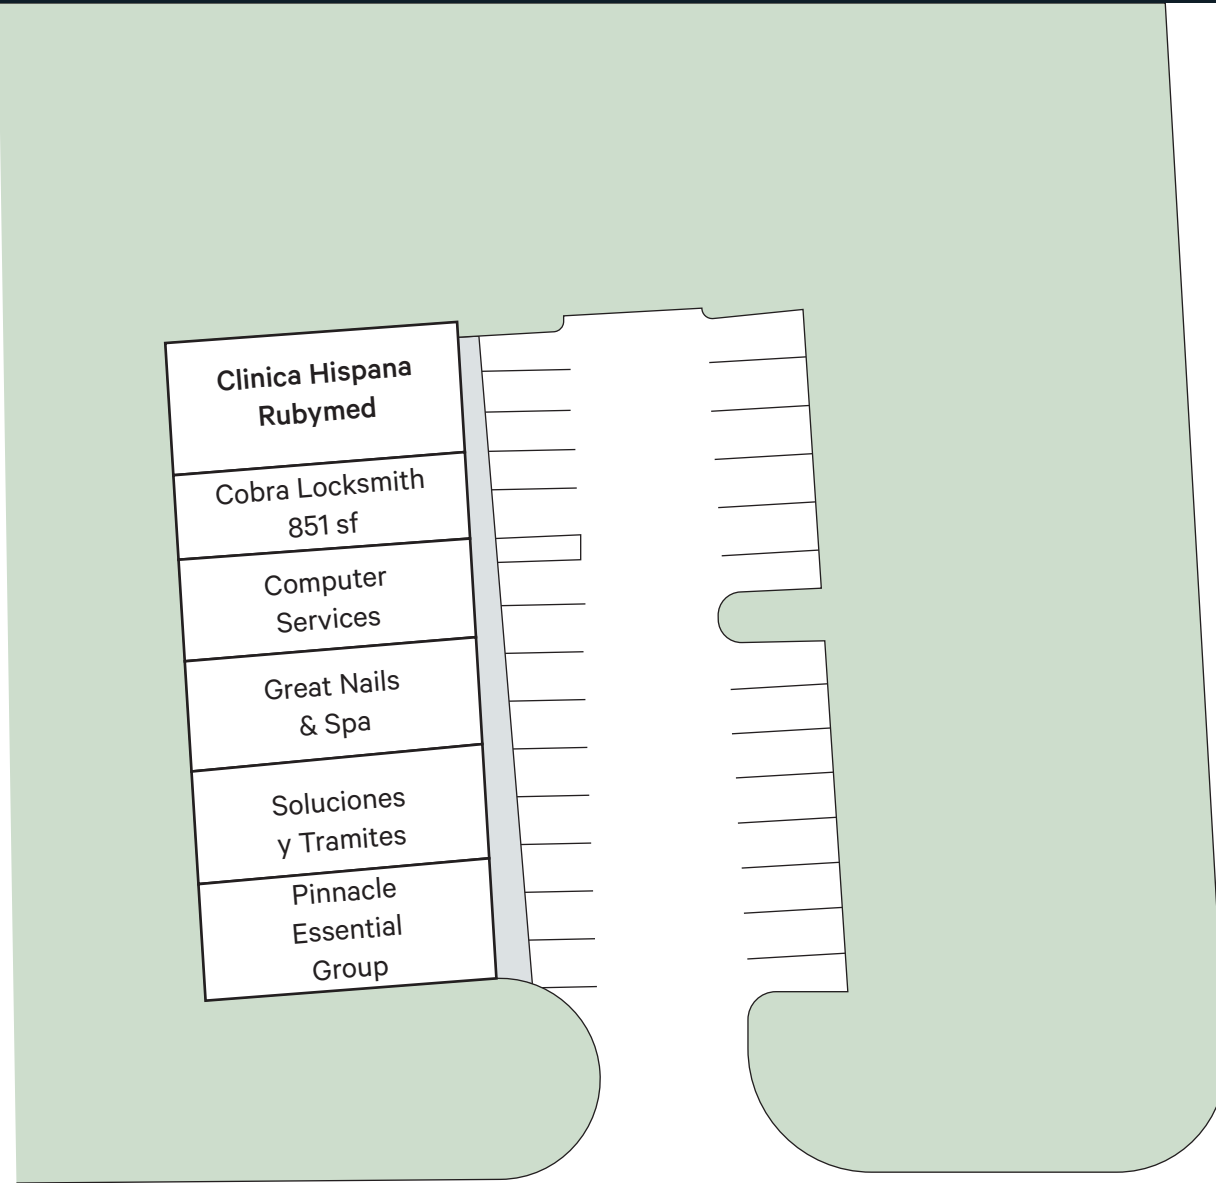 Clinica Hispana
Rubymed
Cobra Locksmith
851 sf
Computer
Services
Great Nails
& Spa
Soluciones
y Tramites
Pinnacle
Essential
Group